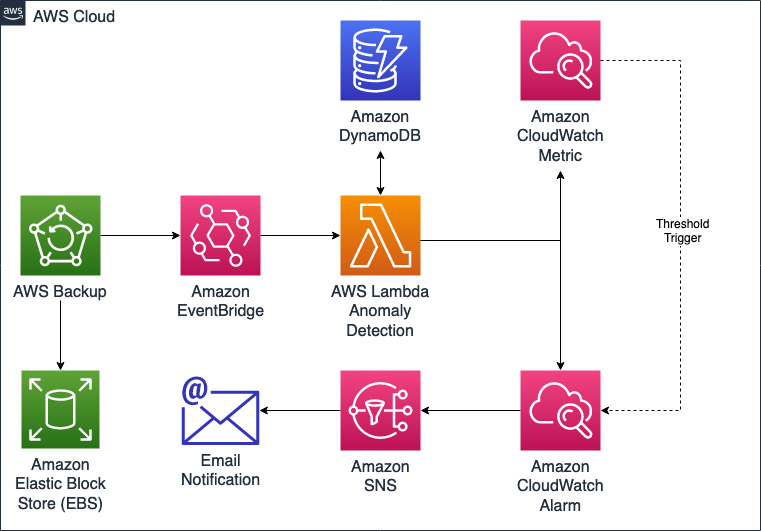 aws
AWS Cloud
Amazon
DynamoDB
Amazon
CloudWatch
Metric
Threshold
Trigger
AWS Backup
Amazon
EventBridge
AWS Lambda
Anomaly
Detection
Amazon
Elastic Block
Store (EBS)
@
Email
Notification
Amazon
SNS
Amazon
CloudWatch
Alarm